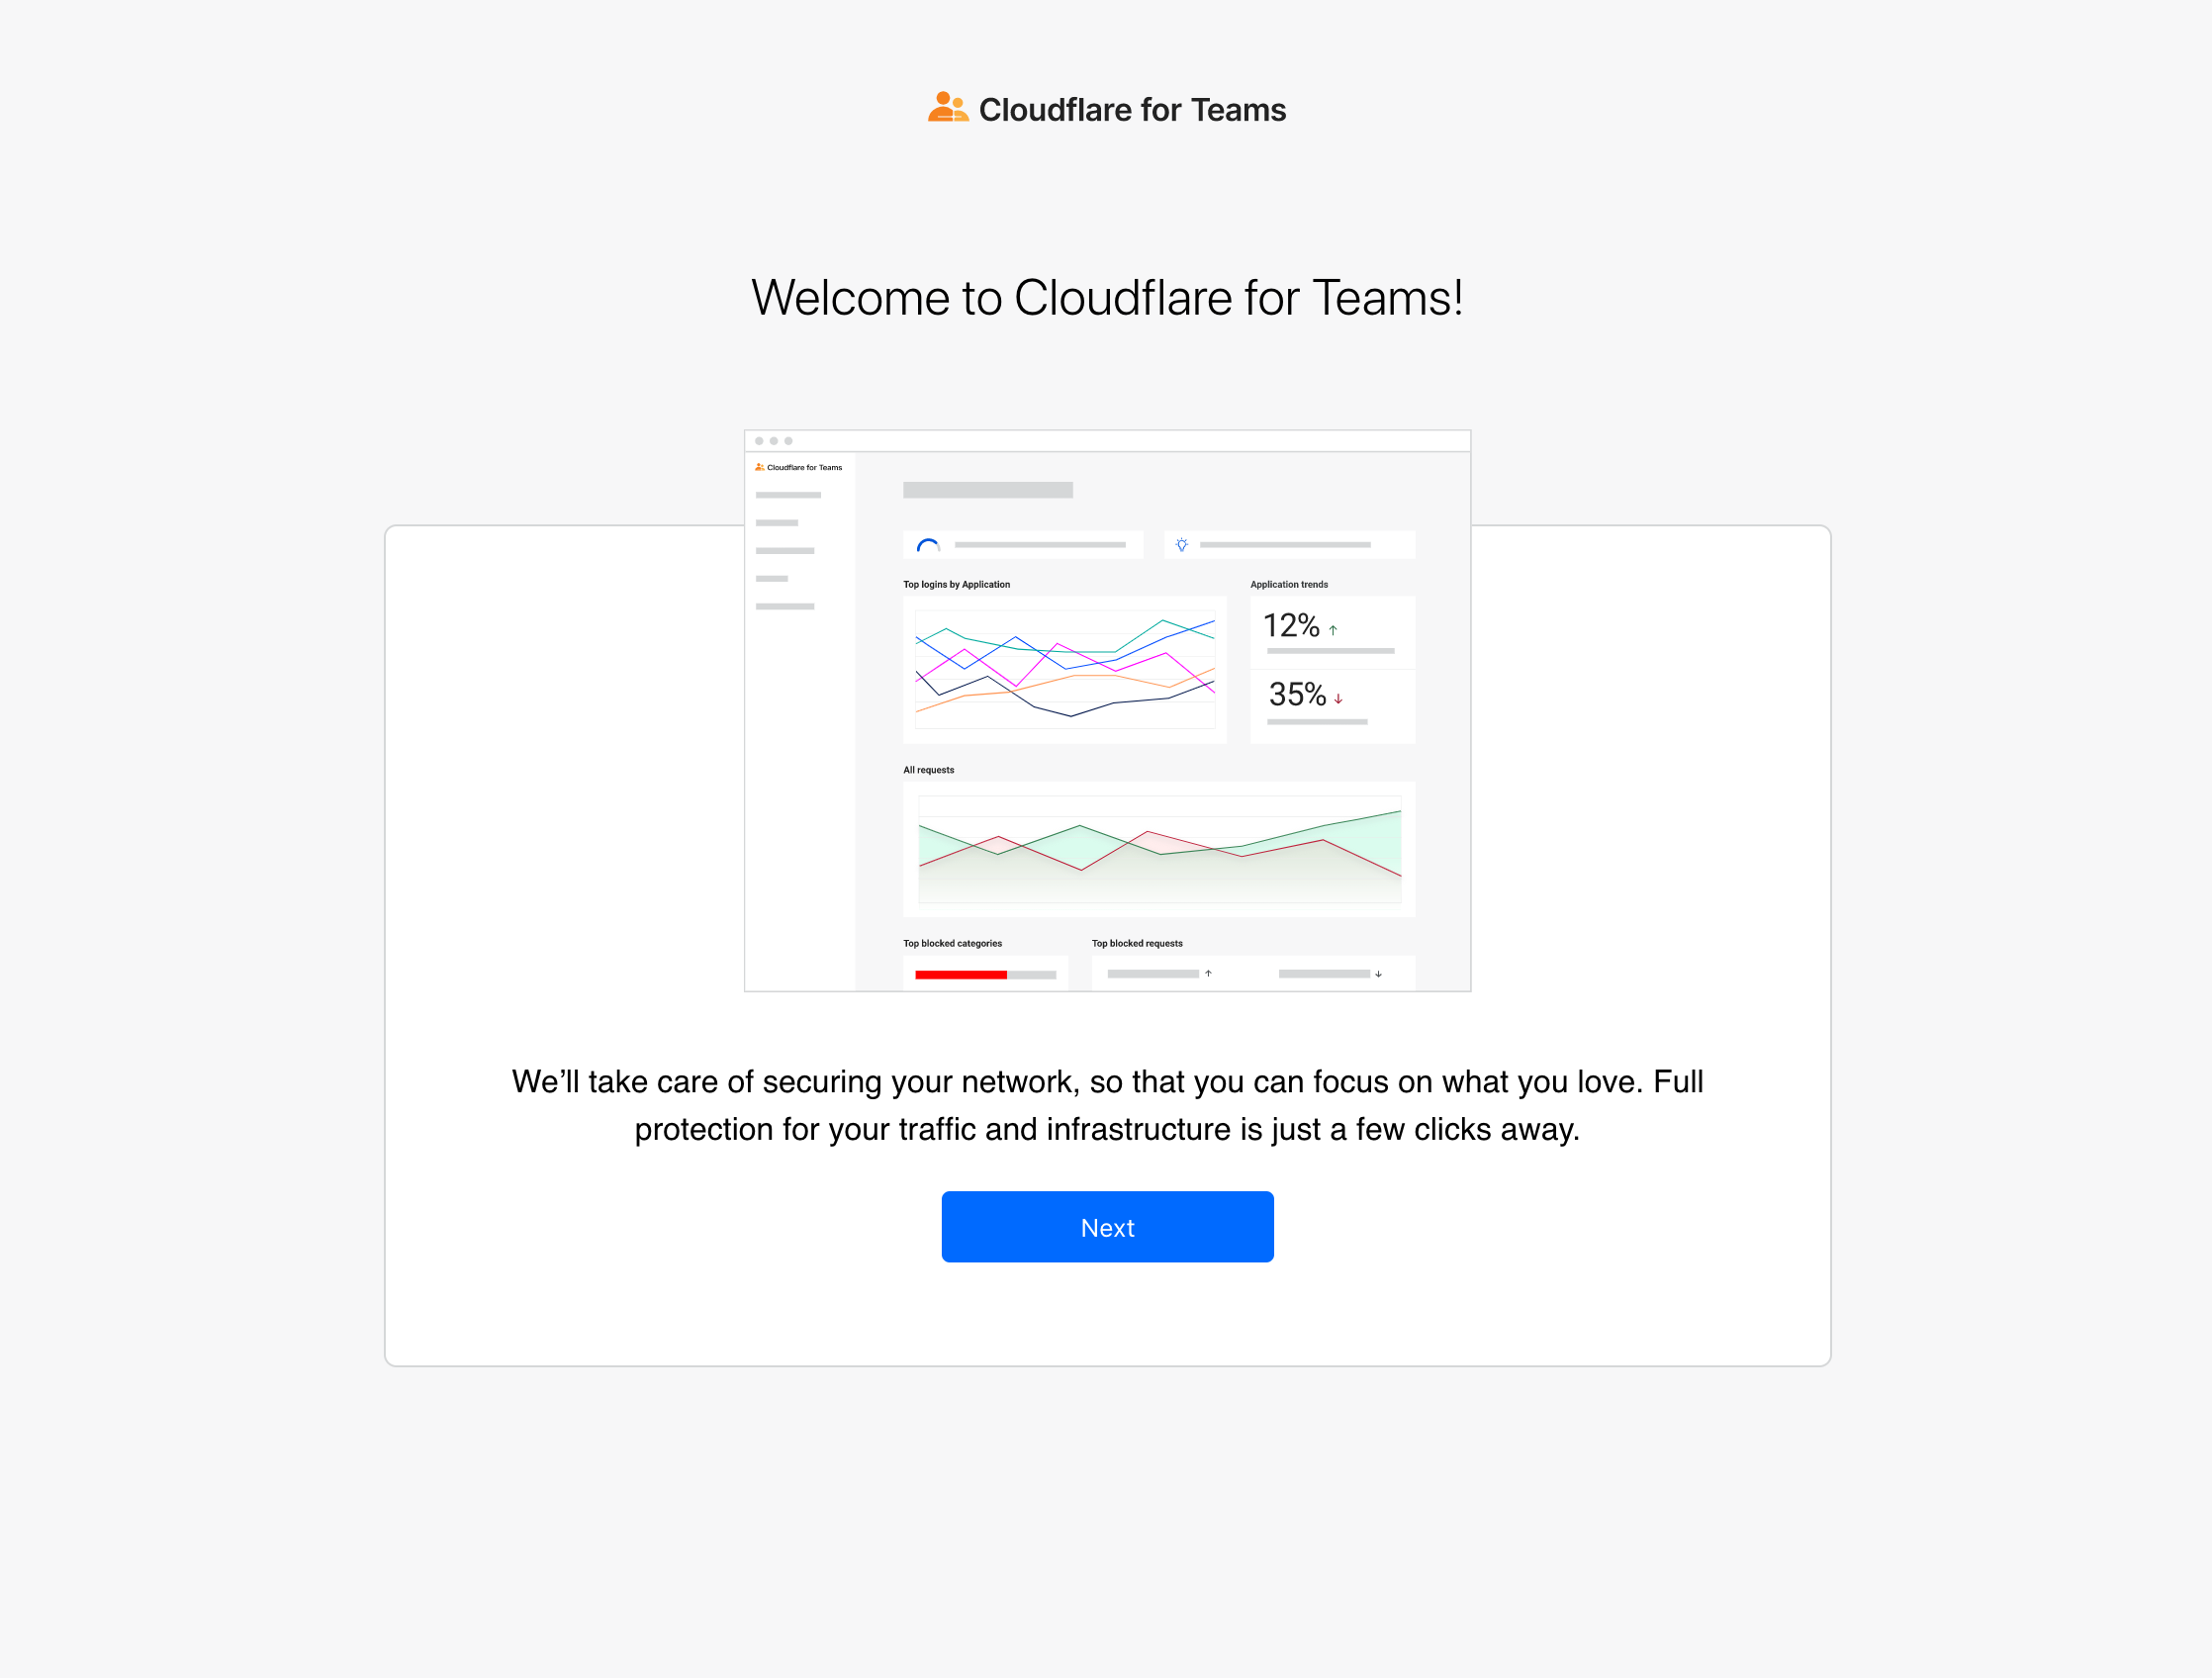 Cloudflare for Teams
Welcome to Cloudflare for Teams!
Cloudflare for Teams
Top logins by Application
Application trends
12%
35%
All requests
Top blocked categories
Top blocked requests
We’ll take care of securing your network, so that you can focus on what you love. Full
protection for your traffic and infrastructure is just a few clicks away.
Next